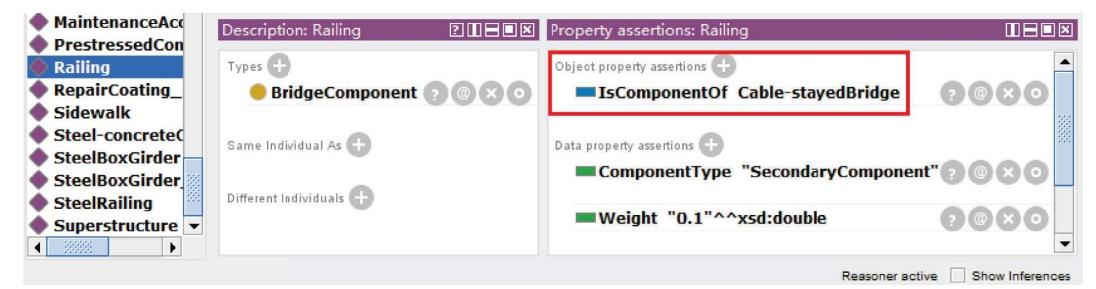 MaintenanceAcc
PrestressedCon
Railing
RepairCoating_
Sidewalk
Steel-concreteC
SteelBoxGirder
SteelBoxGirder_
SteelRailing
Superstructure
Description: Railing
Types
BridgeComponent
Same Individual As
Different Individuals
Property assertions: Railing
Object property assertions
IsComponentOf Cable-stayedBridge
Data property assertions
ComponentType "SecondaryComponent"
Weight "0.1"^^xsd:double
Reasoner active Show Inferences